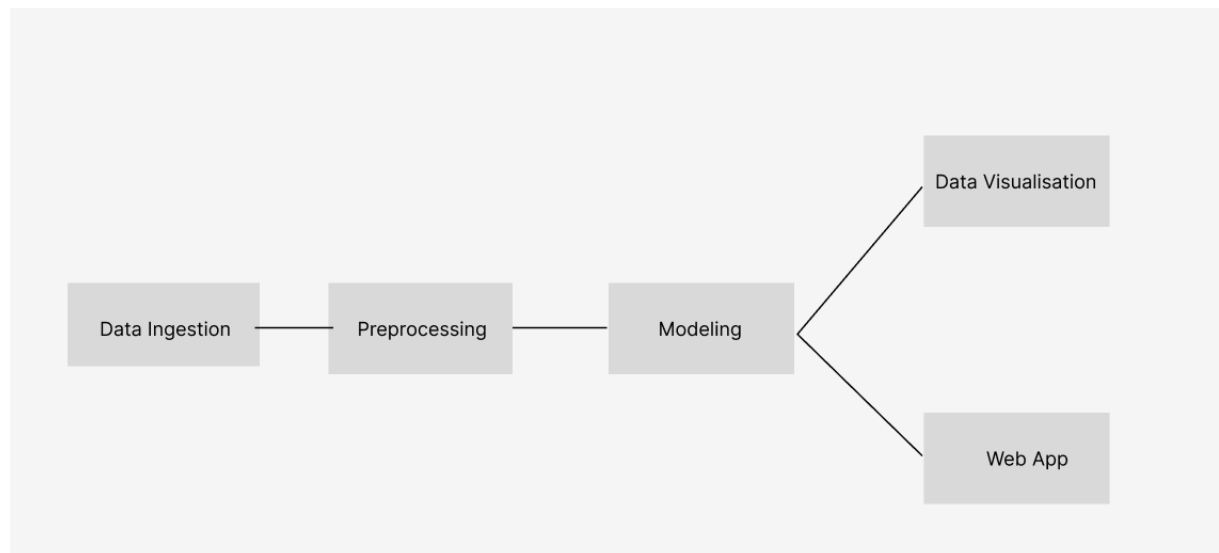 Data Visualisation
Data Ingestion
Preprocessing
Modeling
Web App